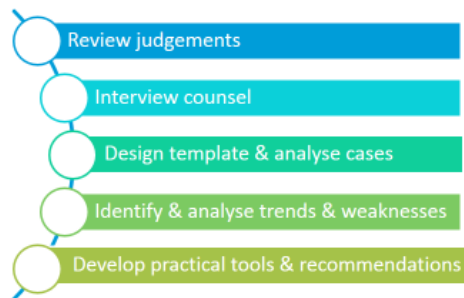 Review judgements
Interview counsel
Design template & analyse cases
Identify & analyse trends & weaknesses
Develop practical tools & recommendations